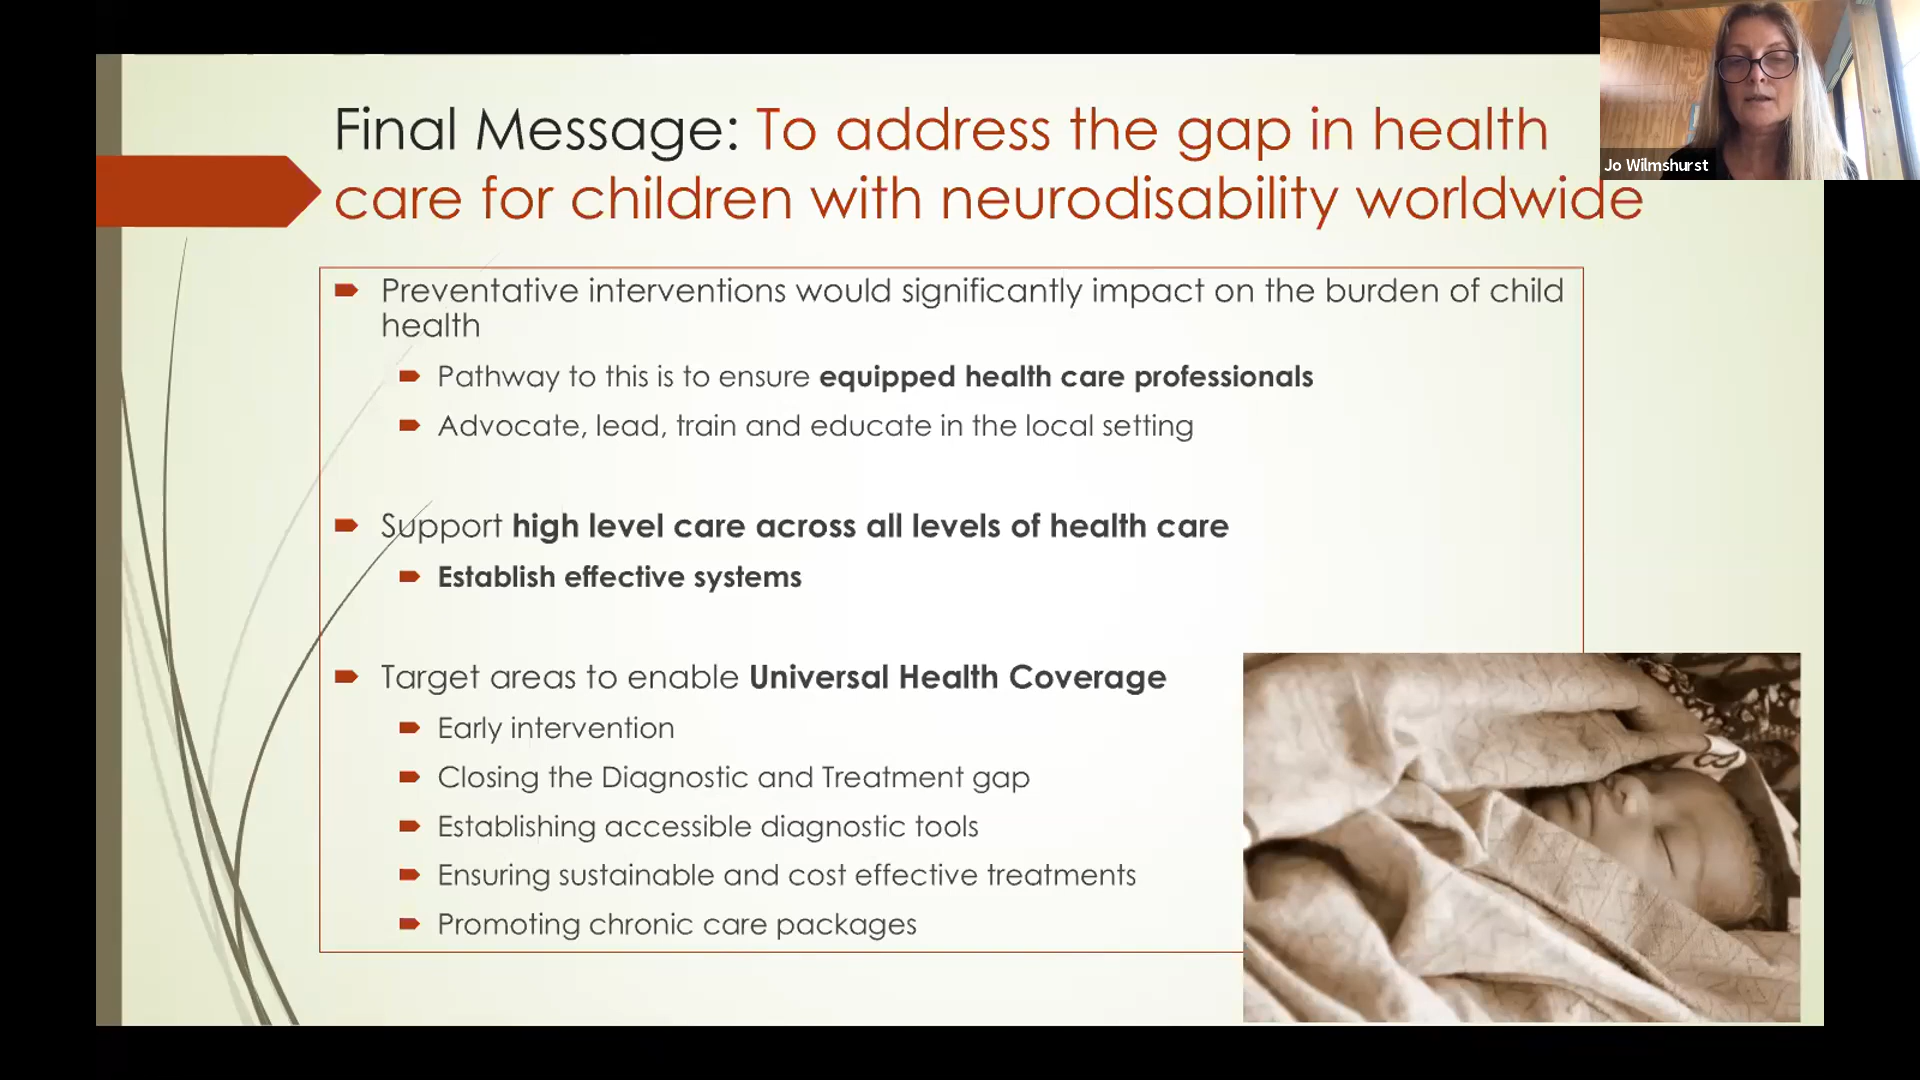 Final Message: To address the gap in health
care for children with neurodisability worldwide
Jo Wilmshurst
Preventative interventions would significantly impact on the burden of child
health
Pathway to this is to ensure equipped health care professionals
Advocate, lead, train and educate in the local setting
Support high level care across all levels of health care
Establish effective systems
Target areas to enable Universal Health Coverage
Early intervention
Closing the Diagnostic and Treatment gap
Establishing accessible diagnostic tools
Ensuring sustainable and cost effective treatments
Promoting chronic care packages